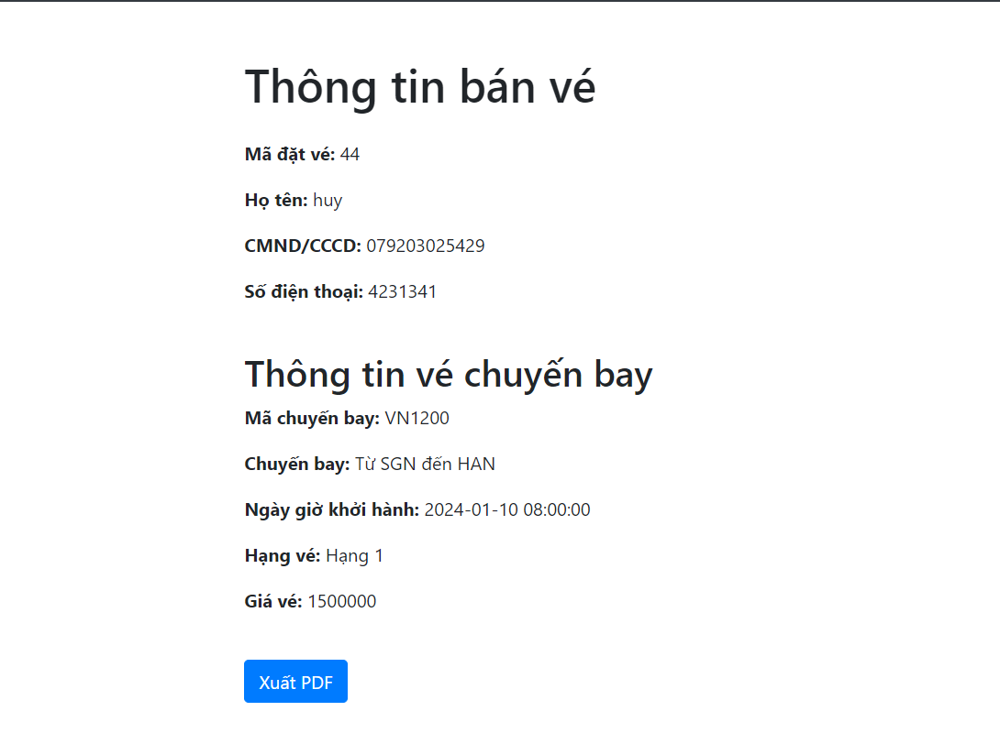 Thông tin bán vé
Mã đặt vé: 44
Họ tên: huy
CMND/CCCD: 079203025429
Số điện thoại: 4231341
Thông tin vé chuyến bay
Mã chuyến bay: VN1200
Chuyến bay: Từ SGN đến HAN
Ngày giờ khởi hành: 2024-01-10 08:00:00
Hạng vé: Hạng 1
Giá vé: 1500000
Xuất PDF